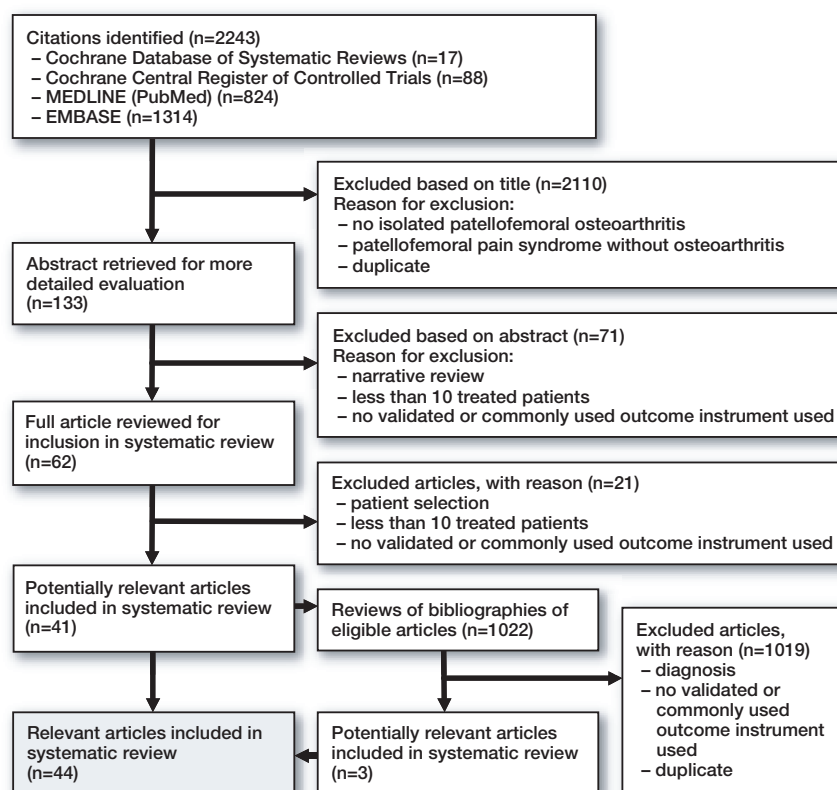 Citations identified (n=2243)
– Cochrane Database of Systematic Reviews (n=17)
– Cochrane Central Register of Controlled Trials (n=88)
– MEDLINE (PubMed) (n=824)
– EMBASE (n=1314)
Excluded based on title (n=2110)
Reason for exclusion:
– no isolated patellofemoral osteoarthritis
– patellofemoral pain syndrome without osteoarthritis
– duplicate
Abstract retrieved for more
detailed evaluation
(n=133)
Excluded based on abstract (n=71)
Reason for exclusion:
– narrative review
– less than 10 treated patients
– no validated or commonly used outcome instrument used
Full article reviewed for
inclusion in systematic review
(n=62)
Excluded articles, with reason (n=21)
– patient selection
– less than 10 treated patients
– no validated or commonly used outcome instrument used
Potentially relevant articles
included in systematic review
(n=41)
Reviews of bibliographies of
eligible articles (n=1022)
Excluded articles,
with reason (n=1019)
– diagnosis
– no validated or
commonly used
outcome instrument
used
– duplicate
Relevant articles included in
systematic review
(n=44)
Potentially relevant articles
included in systematic review
(n=3)